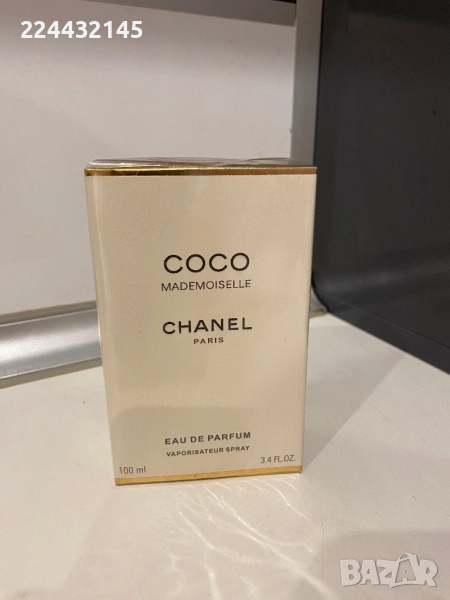 224432145
COCO
MADEMOISELLE
CHANEL
PARIS
EAU DE PARFUM
VAPORISATEUR SPRAY
100 ml 3.4 FL.OZ.
BAZAR